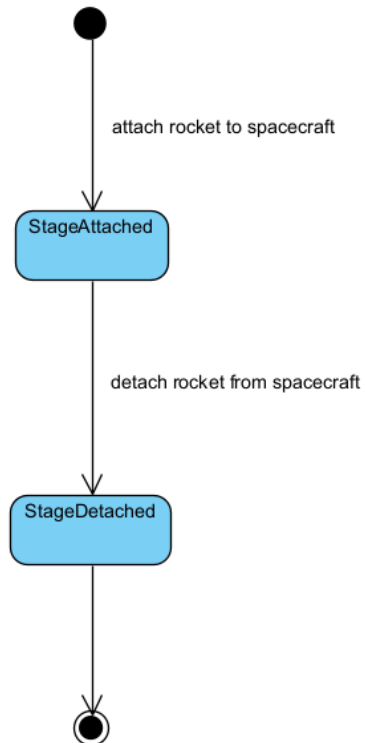 attach rocket to spacecraft
StageAttached
detach rocket from spacecraft
StageDetached